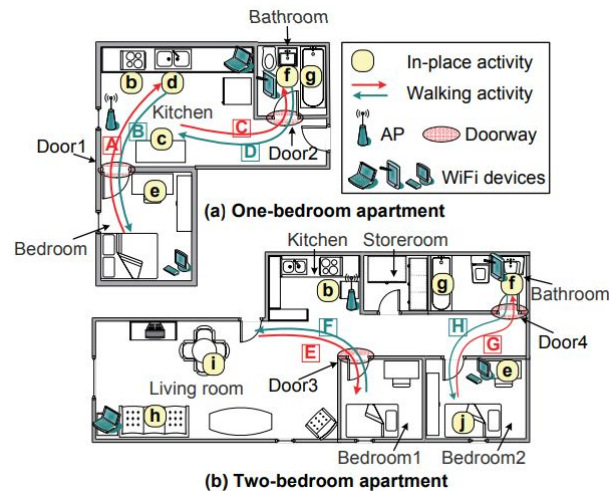 Bathroom
b
d
f
g
Kitchen
A
B
C
c
D
Door1
Door2
e
(a) One-bedroom apartment
Bedroom
In-place activity
Walking activity
AP
Doorway
WiFi devices
Kitchen
Storeroom
b
g
f
Bathroom
F
E
H
G
Door4
i
Door3
e
Living room
h
j
Bedroom1
Bedroom2
(b) Two-bedroom apartment